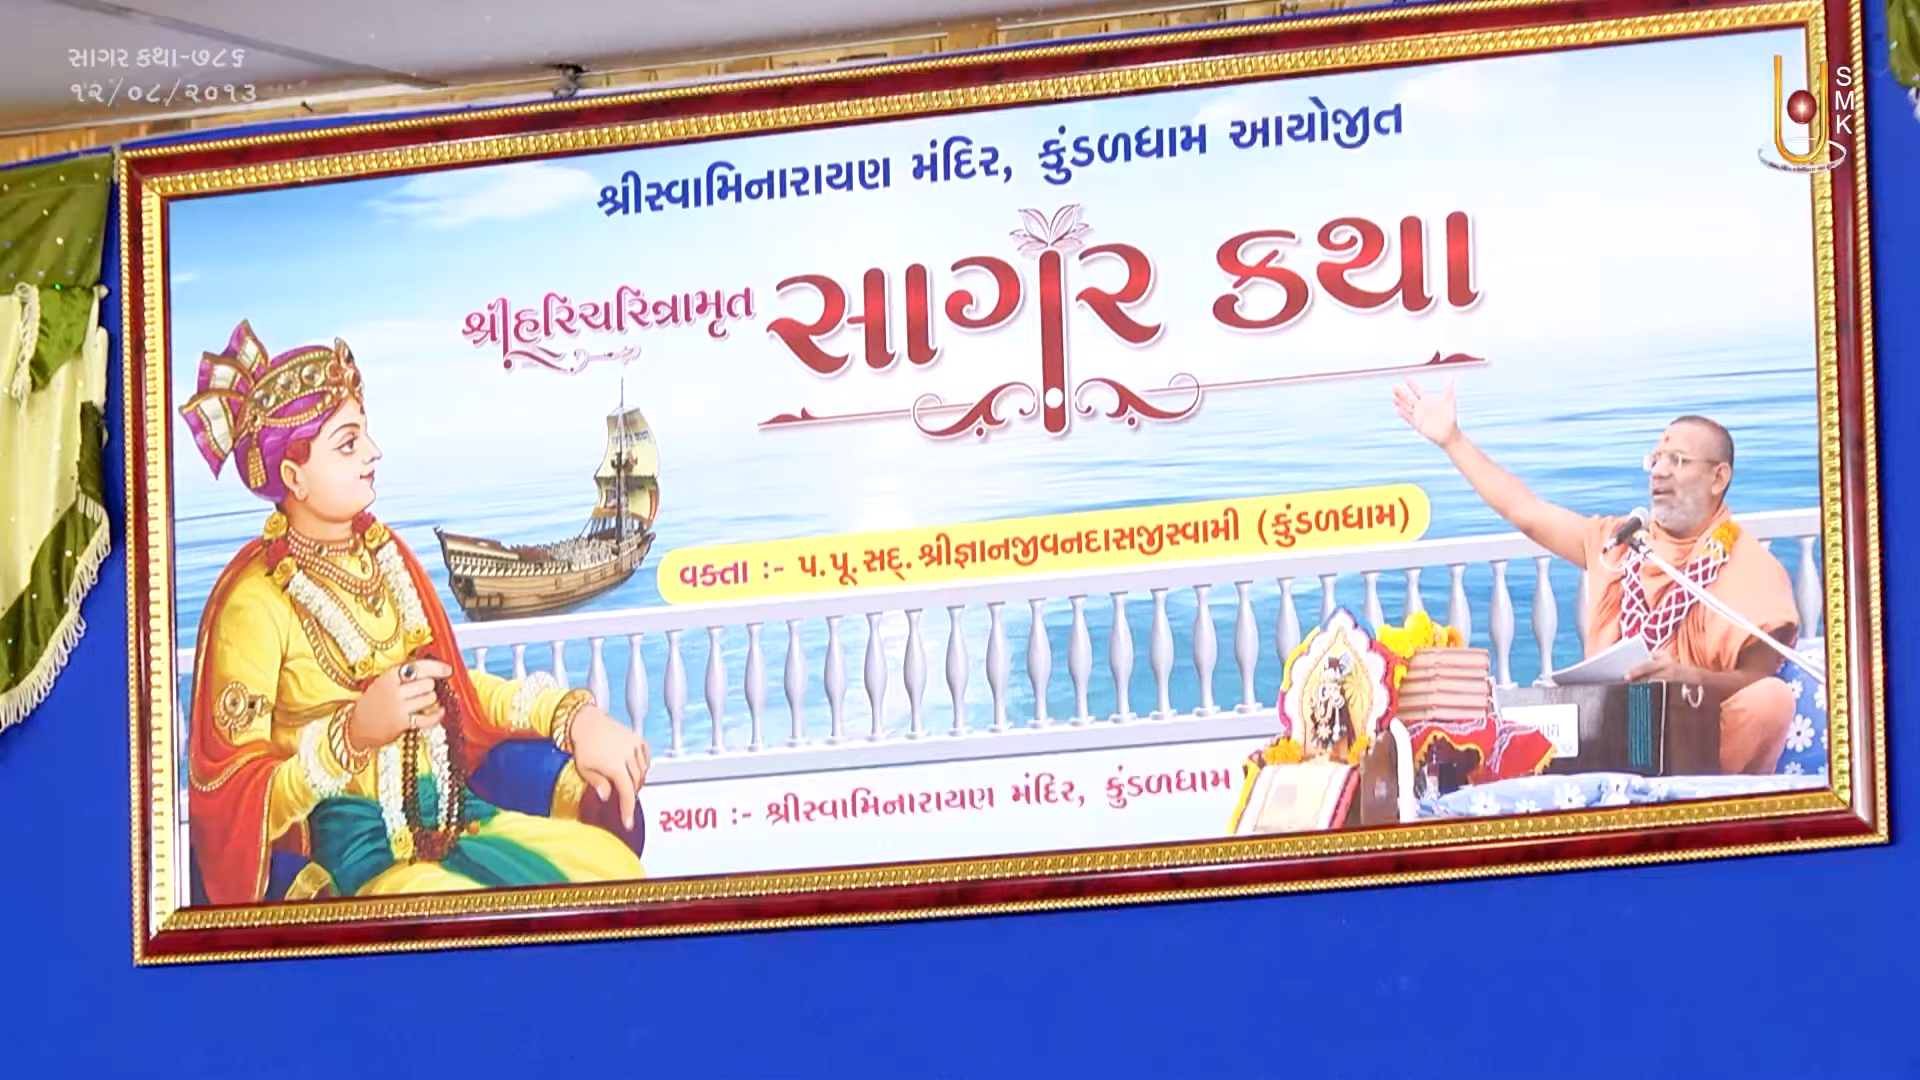 સાગર કથા-૭૮૬
૧૨/૦૮/૨૦૧૩
S
M
K
શ્રીસ્વામિનારાયણ મંદિર, કુંડળધામ આયોજીત
શ્રીહરિચરિત્રામૃત સાગર કથા
વક્તા :- પ.પૂ.સદ્.શ્રીજ્ઞાનજીવનદાસજીસ્વામી (કુંડળધામ)
સ્થળ :- શ્રીસ્વામિનારાયણ મંદિર, કુંડળધામ